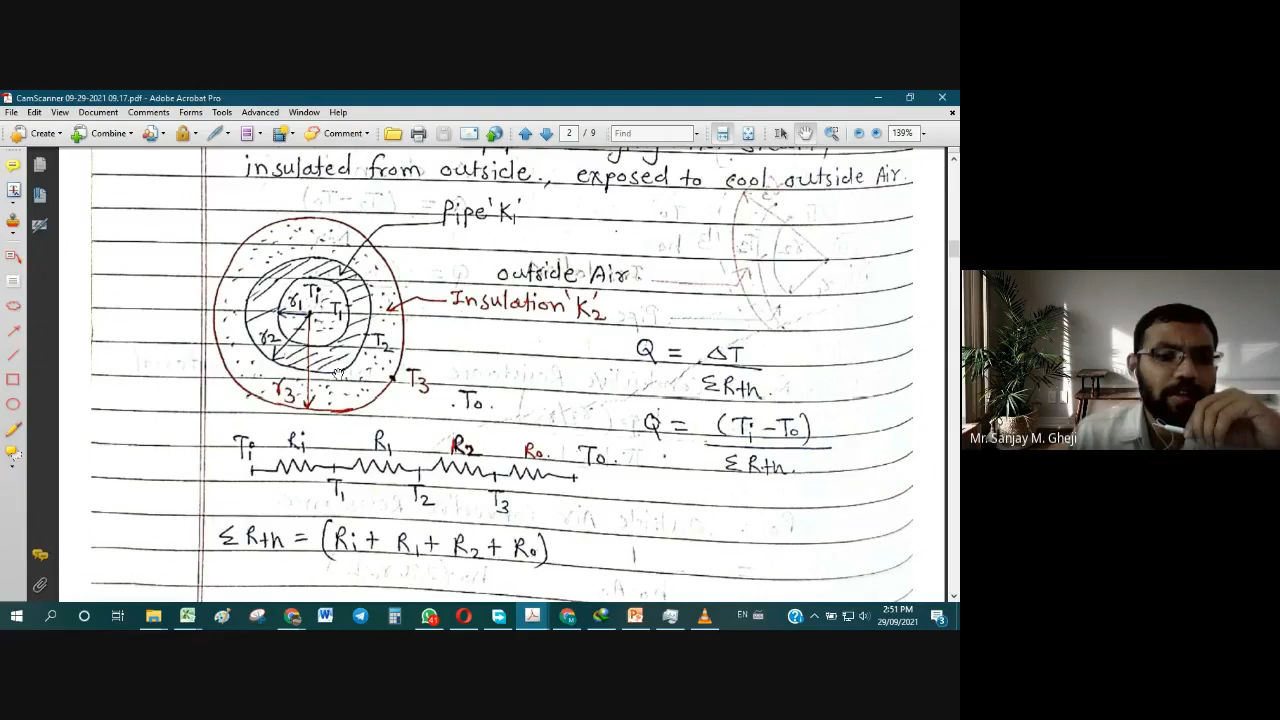 CamScanner 09-29-2021 09.17.pdf - Adobe Acrobat Pro
File Edit View Document Comments Forms Tools Advanced Window Help
Create Combine Comment 2 / 9 Find 139%
insulated from outside, exposed to cool outside Air.
Pipe 'K1'
outside Air
Insulation 'K2'
Ti
r1 T1
r2 T2
r3 T3
.To.
Q = ΔT / ΣRth.
Q = (Ti - To) / ΣRth.
Ti Ri R1 R2 Ro. To.
T1 T2 T3
ΣRth = (Ri + R1 + R2 + Ro)
Mr. Sanjay M. Gheji
EN
2:51 PM
29/09/2021